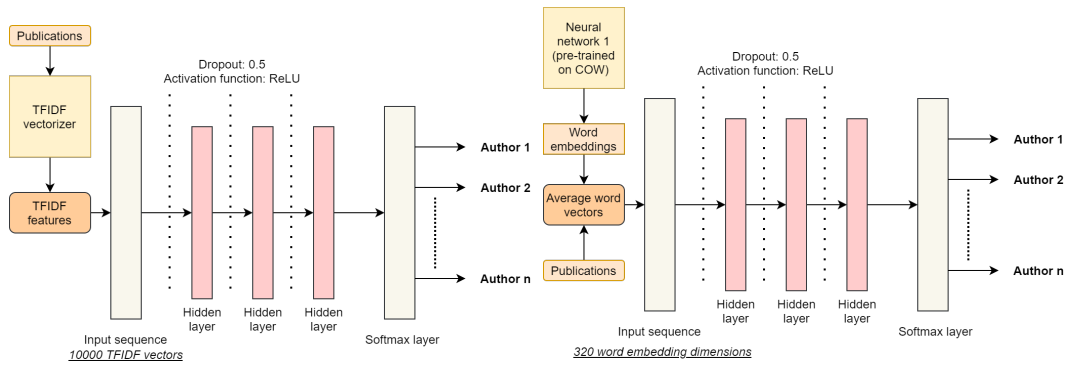 Publications
TFIDF
vectorizer
TFIDF
features
Dropout: 0.5
Activation function: ReLU
Hidden
layer
Hidden
layer
Hidden
layer
Input sequence
10000 TFIDF vectors
Softmax layer
Author 1
Author 2
Author n
Neural
network 1
(pre-trained
on COW)
Word
embeddings
Average word
vectors
Publications
Dropout: 0.5
Activation function: ReLU
Hidden
layer
Hidden
layer
Hidden
layer
Input sequence
320 word embedding dimensions
Softmax layer
Author 1
Author 2
Author n